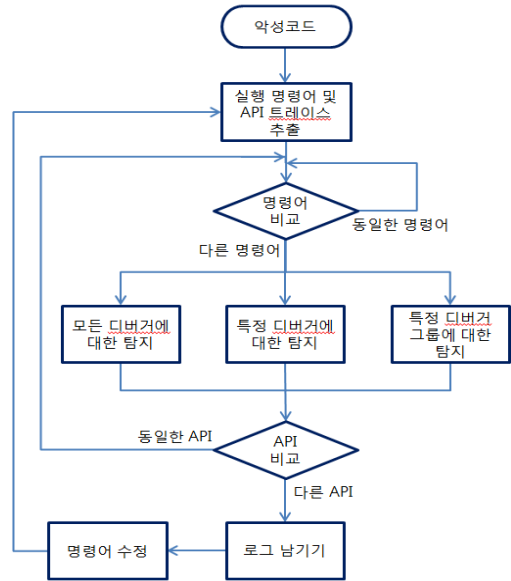 악성코드
실행 명령어 및
API 트레이스
추출
명령어
비교
동일한 명령어
다른 명령어
모든 디버거에
대한 탐지
특정 디버거에
대한 탐지
특정 디버거
그룹에 대한
탐지
동일한 API
API
비교
다른 API
명령어 수정
로그 남기기